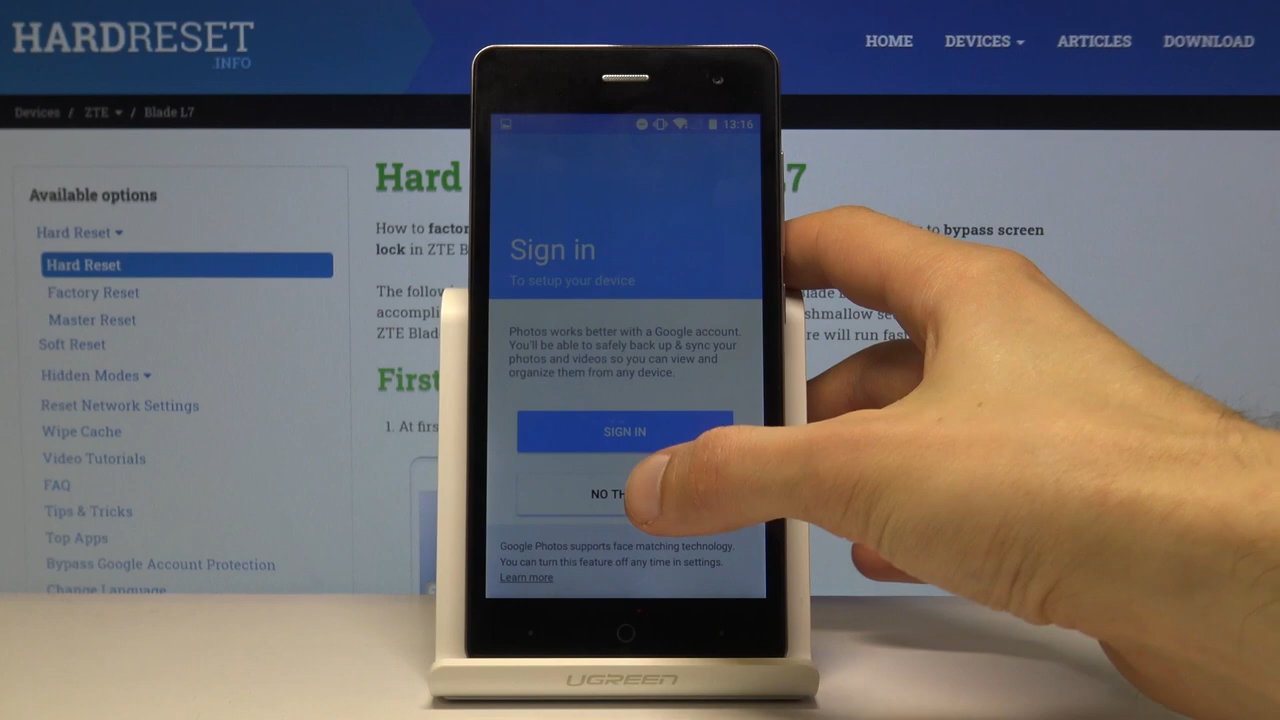 HARDRESET
.INFO
HOME DEVICES ARTICLES DOWNLOAD
Devices / ZTE / Blade L7
Available options
Hard Reset
Hard Reset
Factory Reset
Master Reset
Soft Reset
Hidden Modes
Reset Network Settings
Wipe Cache
Video Tutorials
FAQ
Tips & Tricks
Top Apps
Bypass Google Account Protection
Change Language
Hard
7
How to
to bypass screen
lock in ZTE
The
accompli
ZTE
will run
First
1. At
13:16
Sign in
To setup your device
Photos works better with a Google account.
You'll be able to safely back up & sync your
photos and videos so you can view and
organize them from any device.
SIGN IN
NO TH
Google Photos supports face matching technology.
You can turn this feature off any time in settings.
Learn more
UGREEN